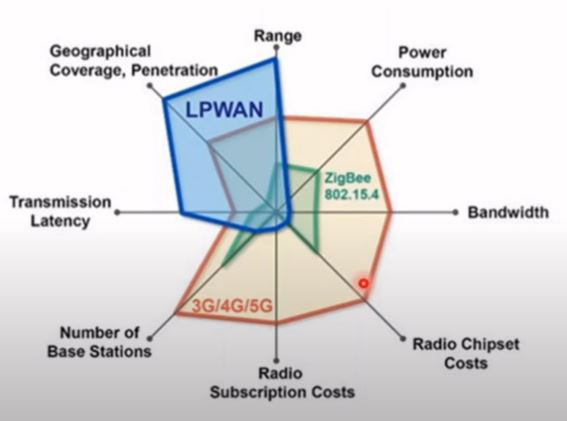 Range
Geographical
Coverage, Penetration
Power
Consumption
LPWAN
ZigBee
802.15.4
Transmission
Latency
Bandwidth
3G/4G/5G
Number of
Base Stations
Radio Chipset
Costs
Radio
Subscription Costs